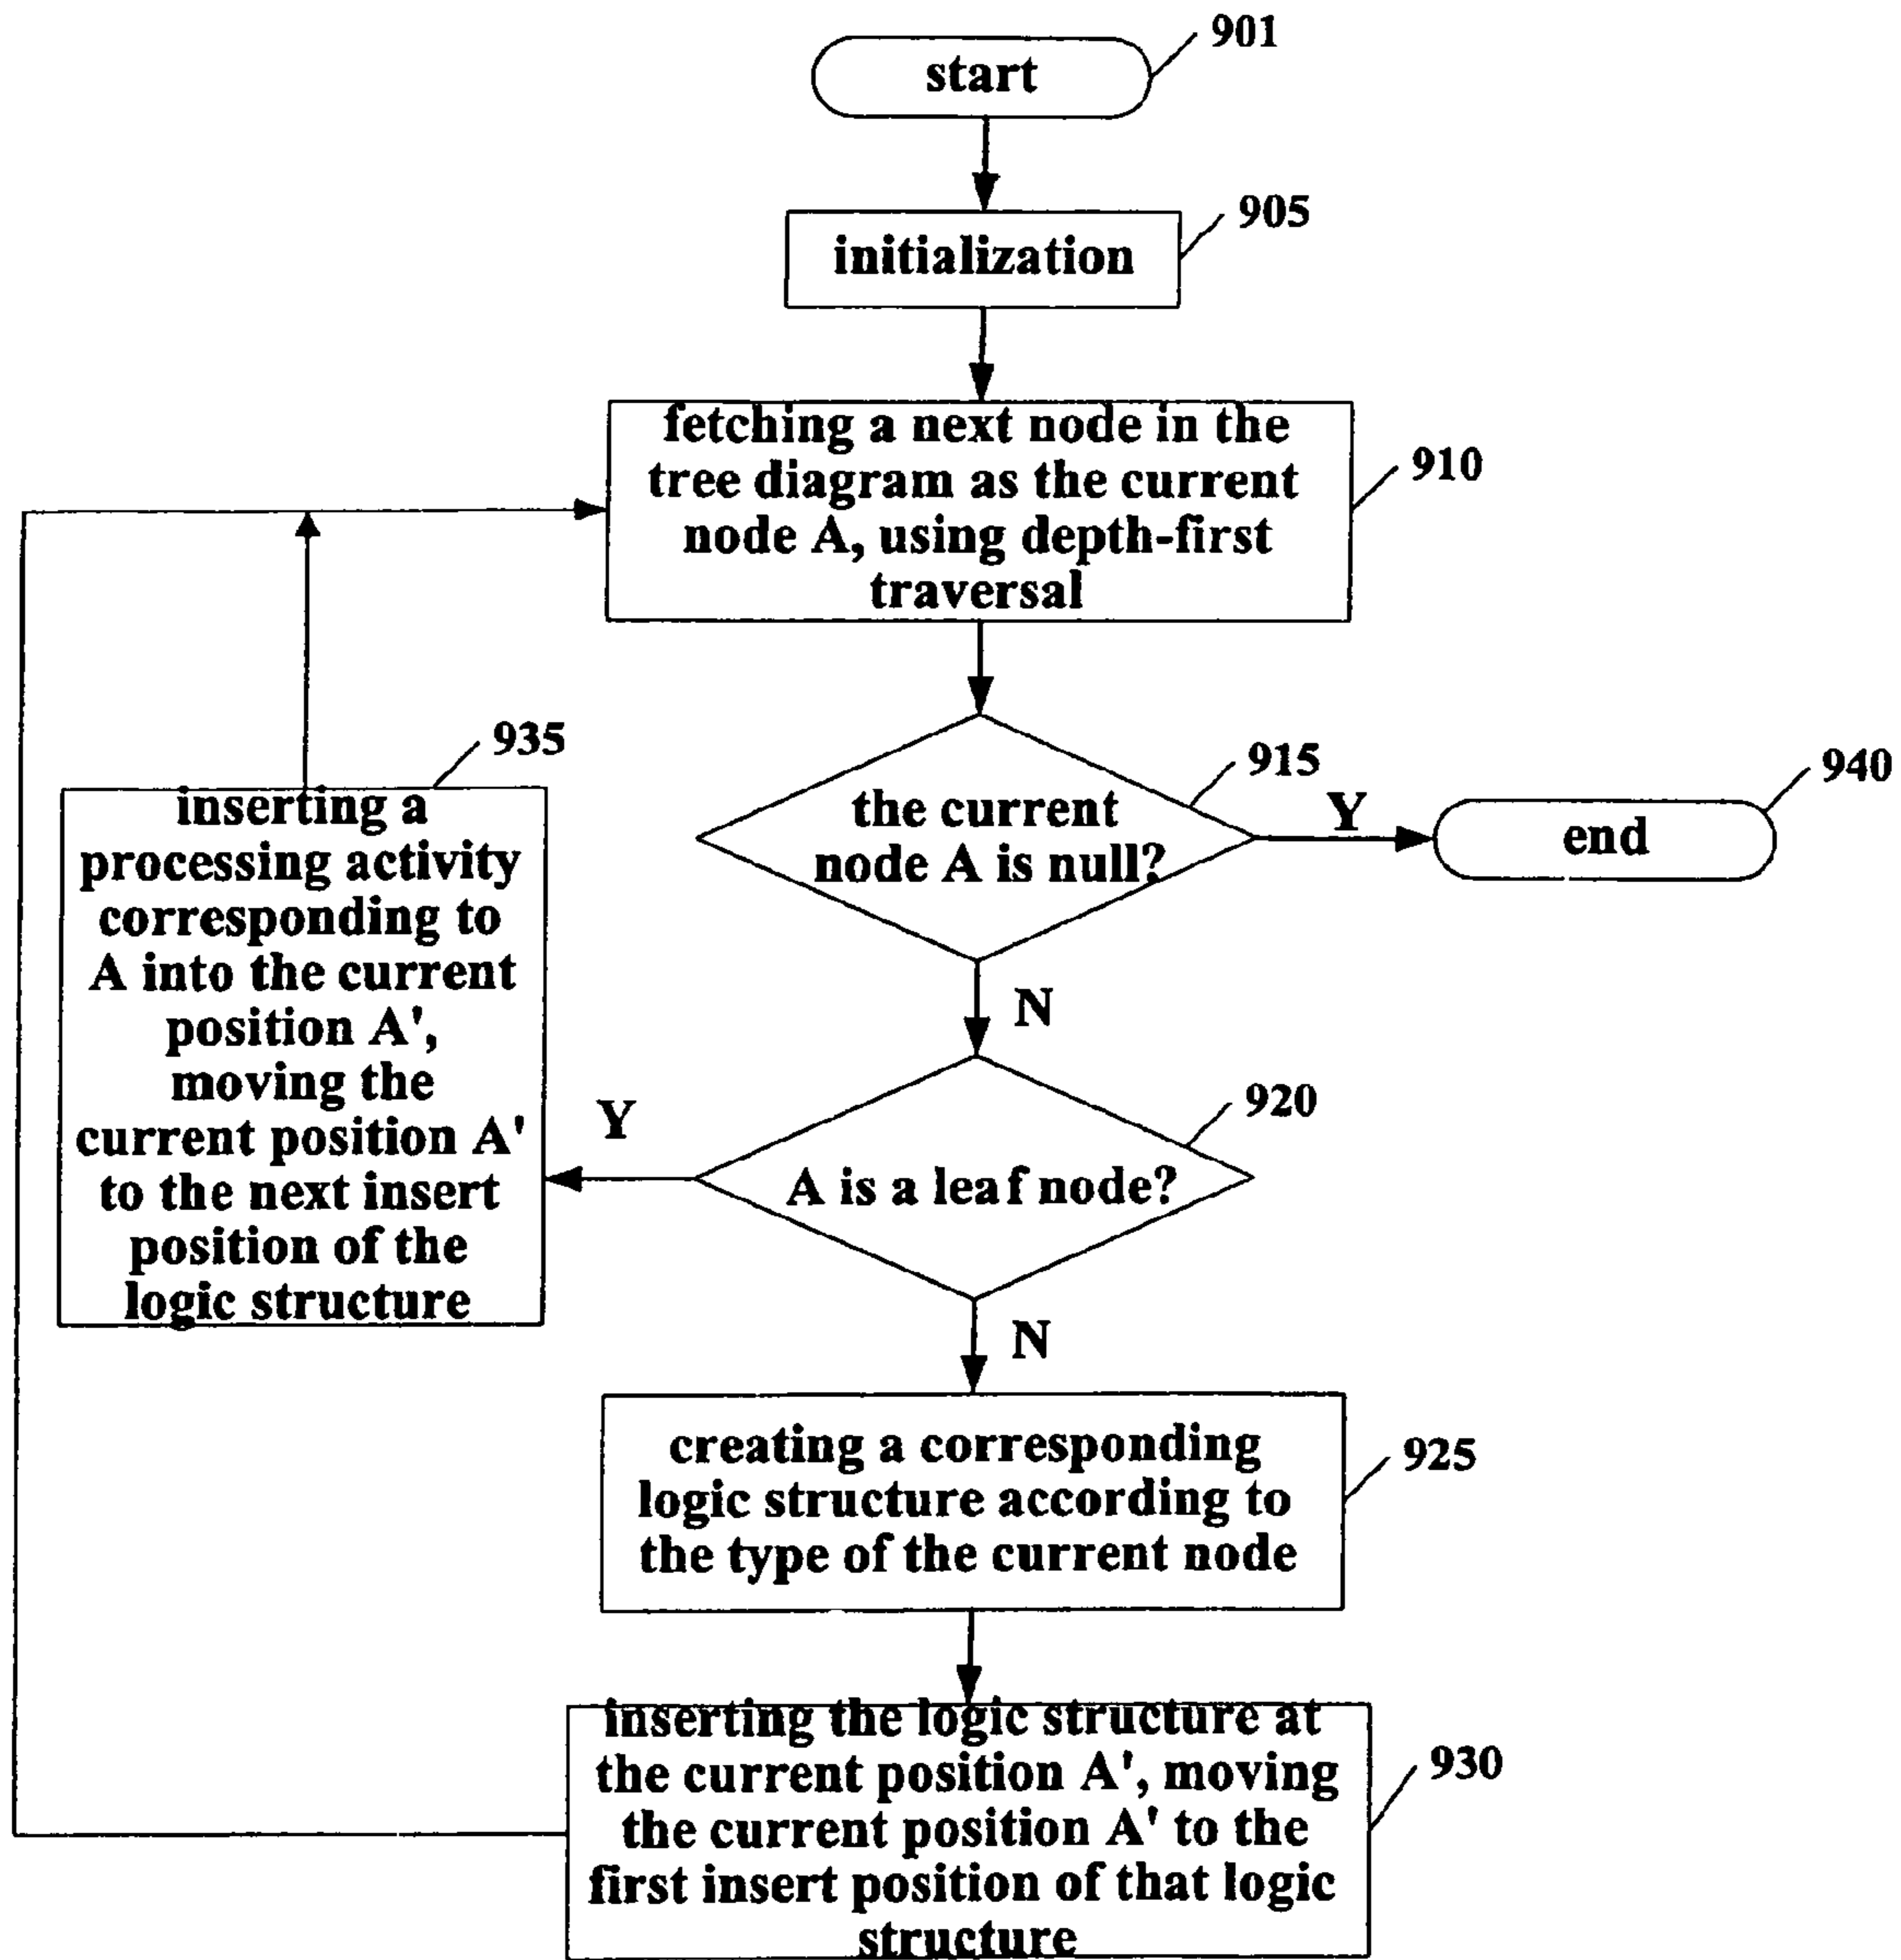 901
start
905
initialization
fetching a next node in the
tree diagram as the current
node A, using depth-first
traversal
910
935
915
940
the current
node A is null?
Y
end
inserting a
processing activity
corresponding to
A into the current
position A',
moving the
current position A'
to the next insert
position of the
logic structure
N
920
Y
A is a leaf node?
N
creating a corresponding
logic structure according to
the type of the current node
925
inserting the logic structure at
the current position A', moving
the current position A' to the
first insert position of that logic
structure
930